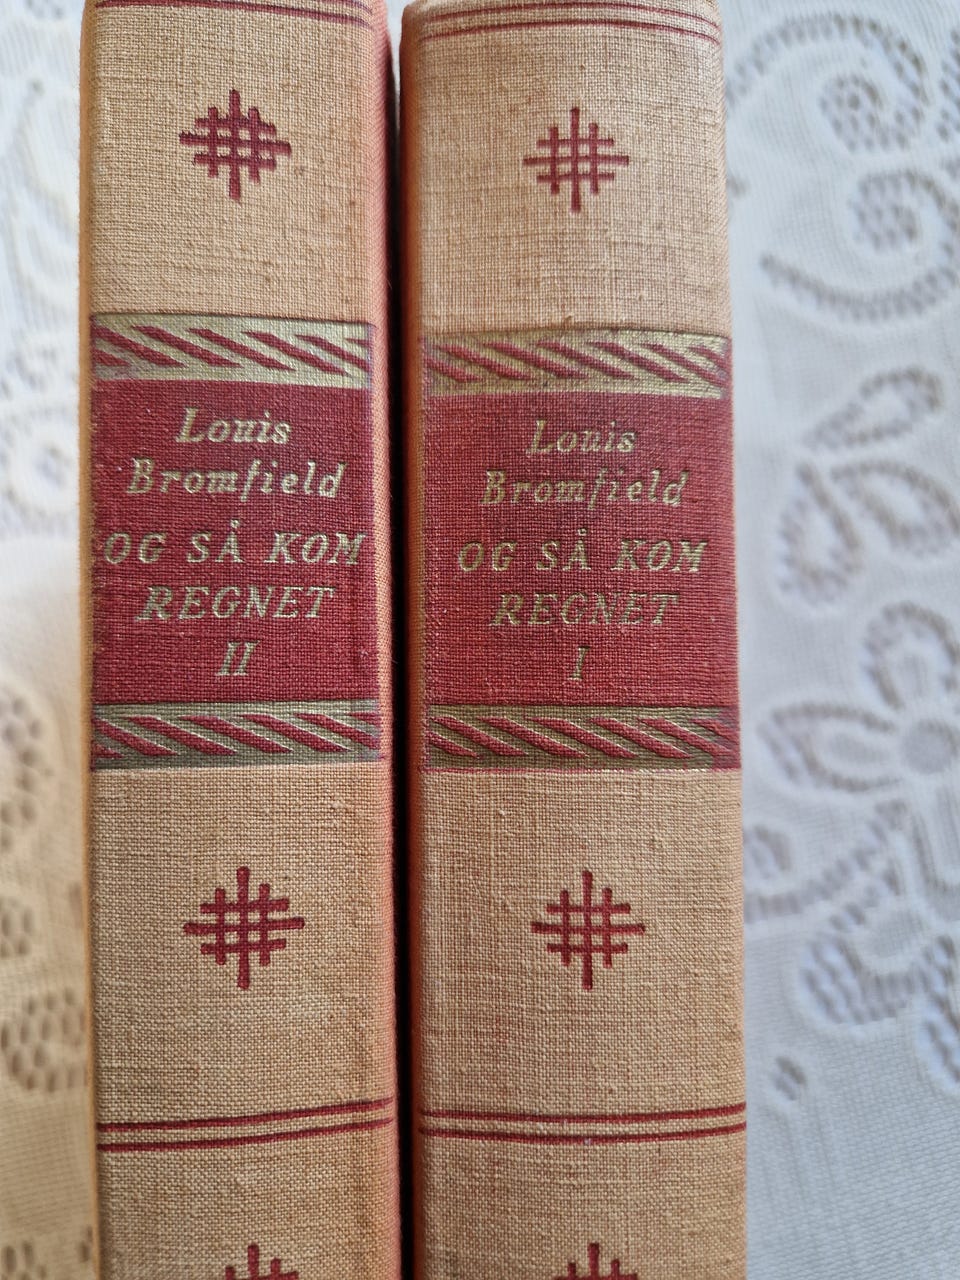 Louis
Bromfield
OG SÅ KOM
REGNET
II
Louis
Bromfield
OG SÅ KOM
REGNET
I